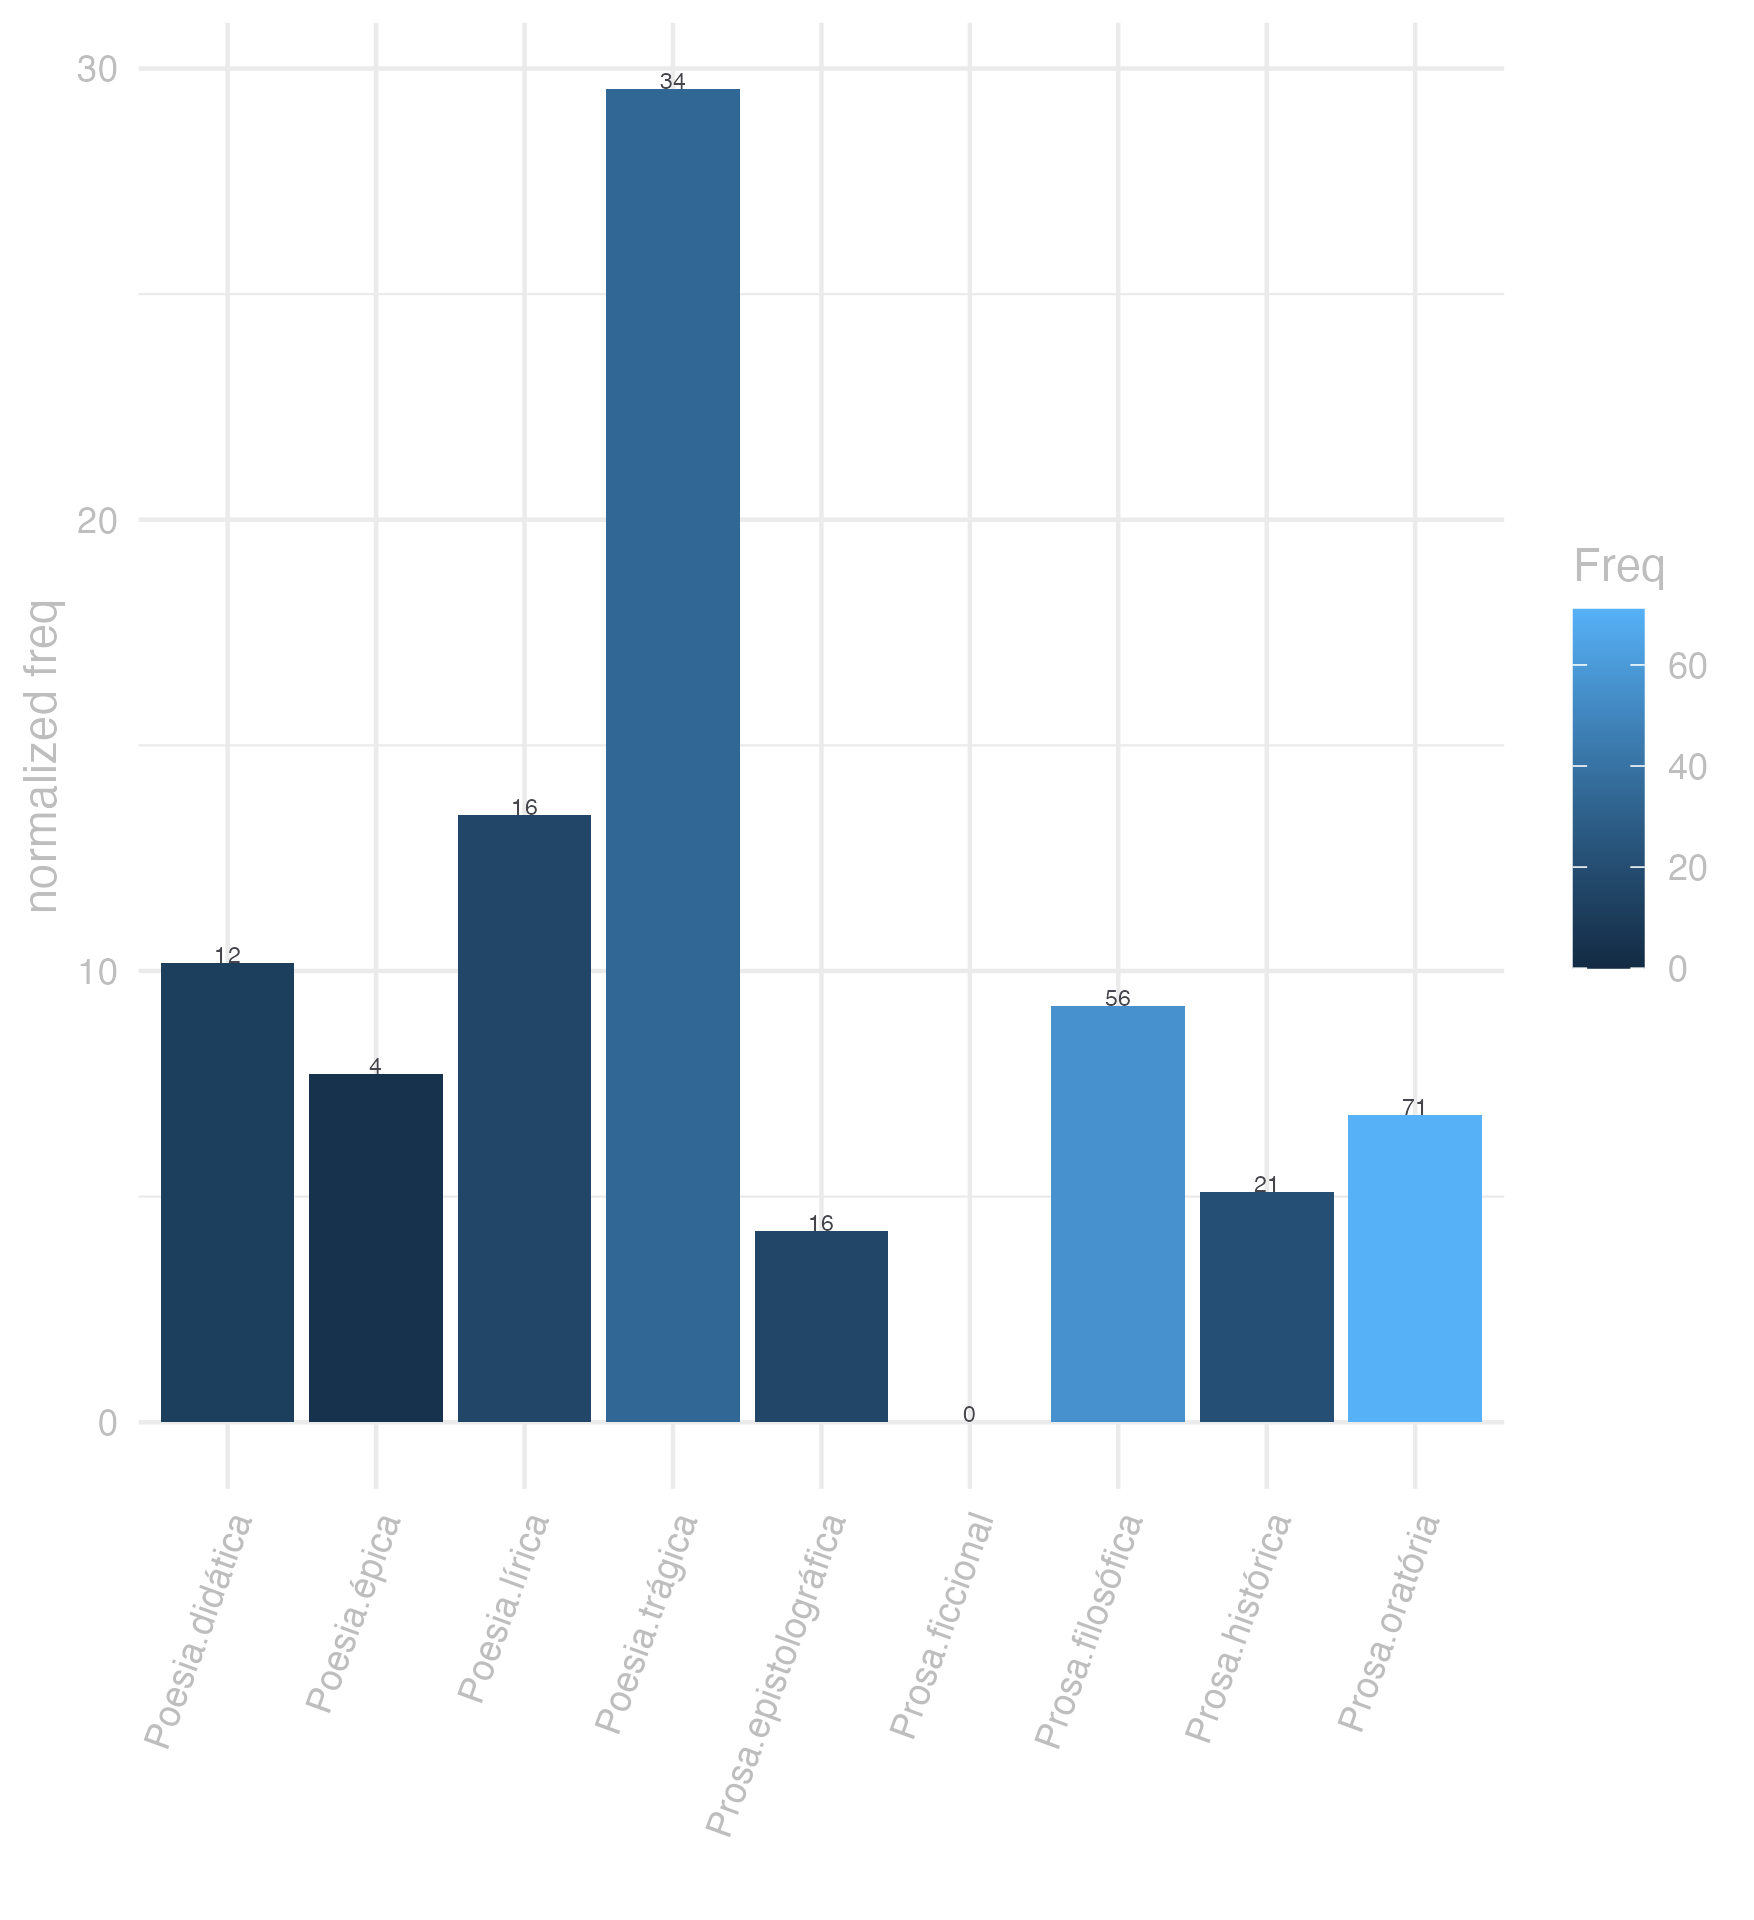 normalized freq
30
20
10
0
12
4
16
34
16
0
56
21
71
Poesia.didática
Poesia.épica
Poesia.lírica
Poesia.trágica
Prosa.epistolográfica
Prosa.ficcional
Prosa.filosófica
Prosa.histórica
Prosa.oratória
Freq
60
40
20
0